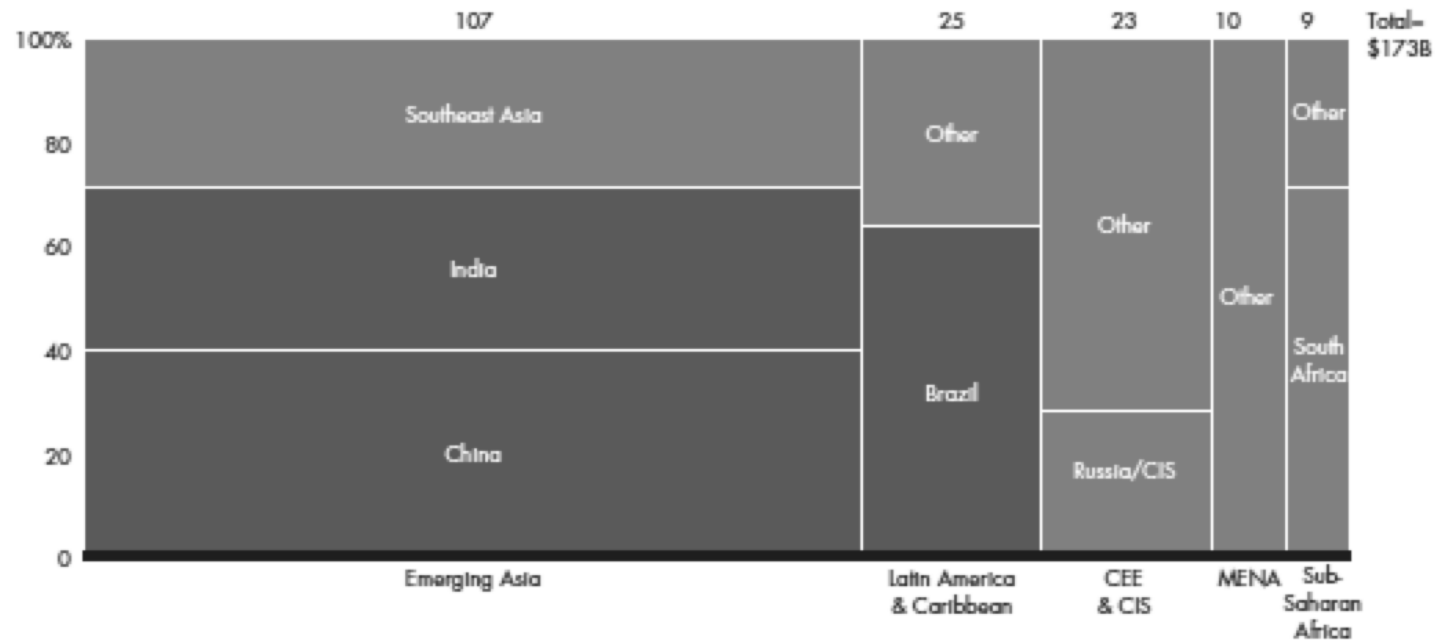 107 25 23 10 9 Total=
$173B
100%
Southeast Asia
Other
Other
80
Other
60
India
Other
40
South
Africa
Brazil
China
20
Russia/CIS
0
Emerging Asia
Latin America
& Caribbean
CEE
& CIS
MENA
Sub-
Saharan
Africa